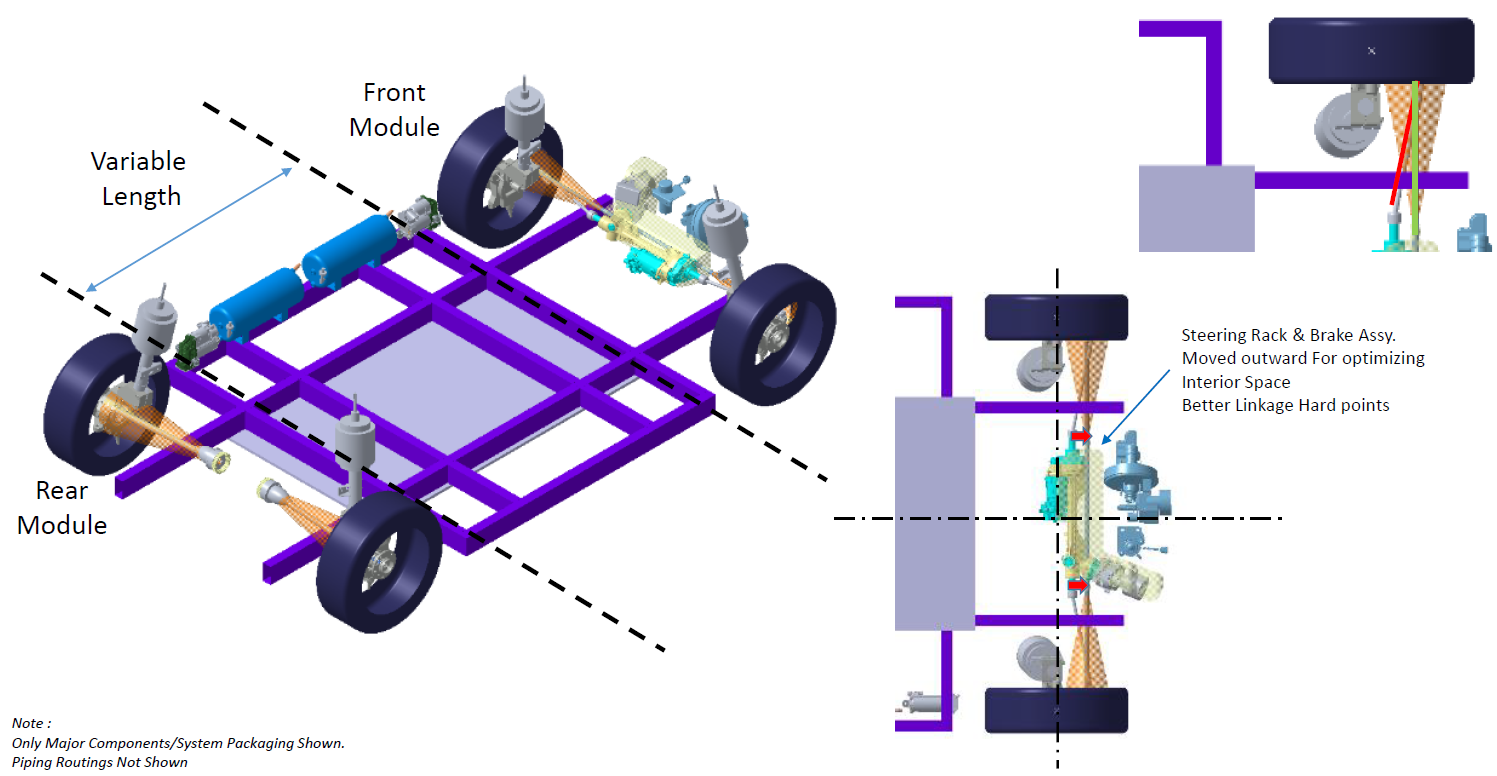 Front
Module
Variable
Length
Rear
Module
Steering Rack & Brake Assy.
Moved outward For optimizing
Interior Space
Better Linkage Hard points
Note :
Only Major Components/System Packaging Shown.
Piping Routings Not Shown